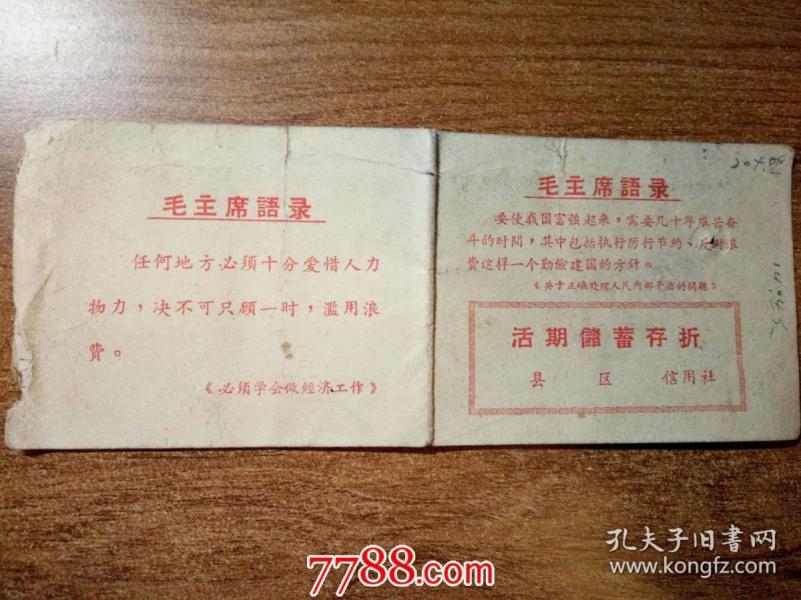 毛主席語录
任何地方必须十分爱惜人力
物力，决不可只顾一时，滥用浪
費。
《必须学会做經济工作》
毛主席語录
要使我国富强起来，需要几十年艰苦奋
斗的时間，其中包括执行厉行节約、反对浪
費这样一个勤儉建国的方針。
《关于正确处理人民内部矛盾的問題》
活期儲蓄存折
县 区 信用社
7788.com
孔夫子旧書网
www.kongfz.com